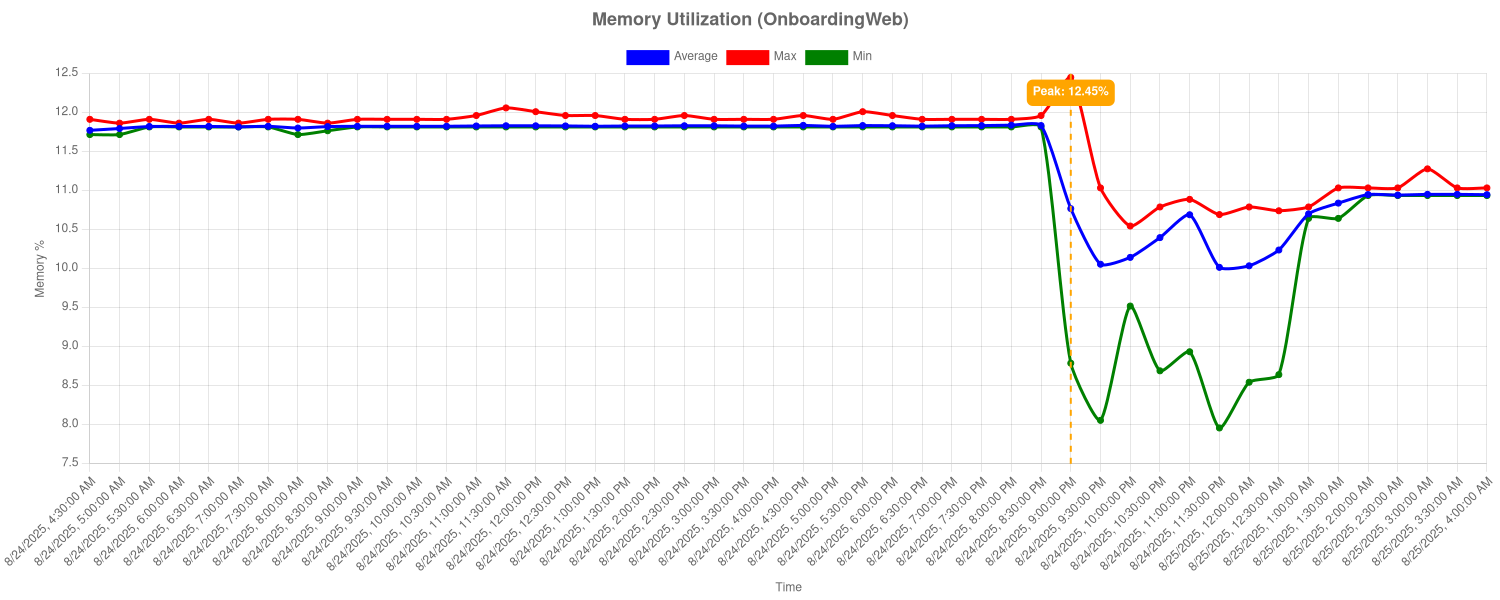 Memory Utilization (OnboardingWeb)
Average Max Min
Peak: 12.45%
12.5
12.0
11.5
11.0
10.5
10.0
9.5
9.0
8.5
8.0
7.5
Memory %
8/24/2025, 4:30:00 AM
8/24/2025, 5:00:00 AM
8/24/2025, 5:30:00 AM
8/24/2025, 6:00:00 AM
8/24/2025, 6:30:00 AM
8/24/2025, 7:00:00 AM
8/24/2025, 7:30:00 AM
8/24/2025, 8:00:00 AM
8/24/2025, 8:30:00 AM
8/24/2025, 9:00:00 AM
8/24/2025, 9:30:00 AM
8/24/2025, 10:00:00 AM
8/24/2025, 10:30:00 AM
8/24/2025, 11:00:00 AM
8/24/2025, 11:30:00 AM
8/24/2025, 12:00:00 PM
8/24/2025, 12:30:00 PM
8/24/2025, 1:00:00 PM
8/24/2025, 1:30:00 PM
8/24/2025, 2:00:00 PM
8/24/2025, 2:30:00 PM
8/24/2025, 3:00:00 PM
8/24/2025, 3:30:00 PM
8/24/2025, 4:00:00 PM
8/24/2025, 4:30:00 PM
8/24/2025, 5:00:00 PM
8/24/2025, 5:30:00 PM
8/24/2025, 6:00:00 PM
8/24/2025, 6:30:00 PM
8/24/2025, 7:00:00 PM
8/24/2025, 7:30:00 PM
8/24/2025, 8:00:00 PM
8/24/2025, 8:30:00 PM
8/24/2025, 9:00:00 PM
8/24/2025, 9:30:00 PM
8/24/2025, 10:00:00 PM
8/24/2025, 10:30:00 PM
8/24/2025, 11:00:00 PM
8/24/2025, 11:30:00 PM
8/25/2025, 12:00:00 AM
8/25/2025, 12:30:00 AM
8/25/2025, 1:00:00 AM
8/25/2025, 1:30:00 AM
8/25/2025, 2:00:00 AM
8/25/2025, 2:30:00 AM
8/25/2025, 3:00:00 AM
8/25/2025, 3:30:00 AM
8/25/2025, 4:00:00 AM
Time